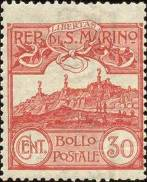 LIBERTAS
REP. DI S. MARINO
CENT. BOLLO 30
POSTALE